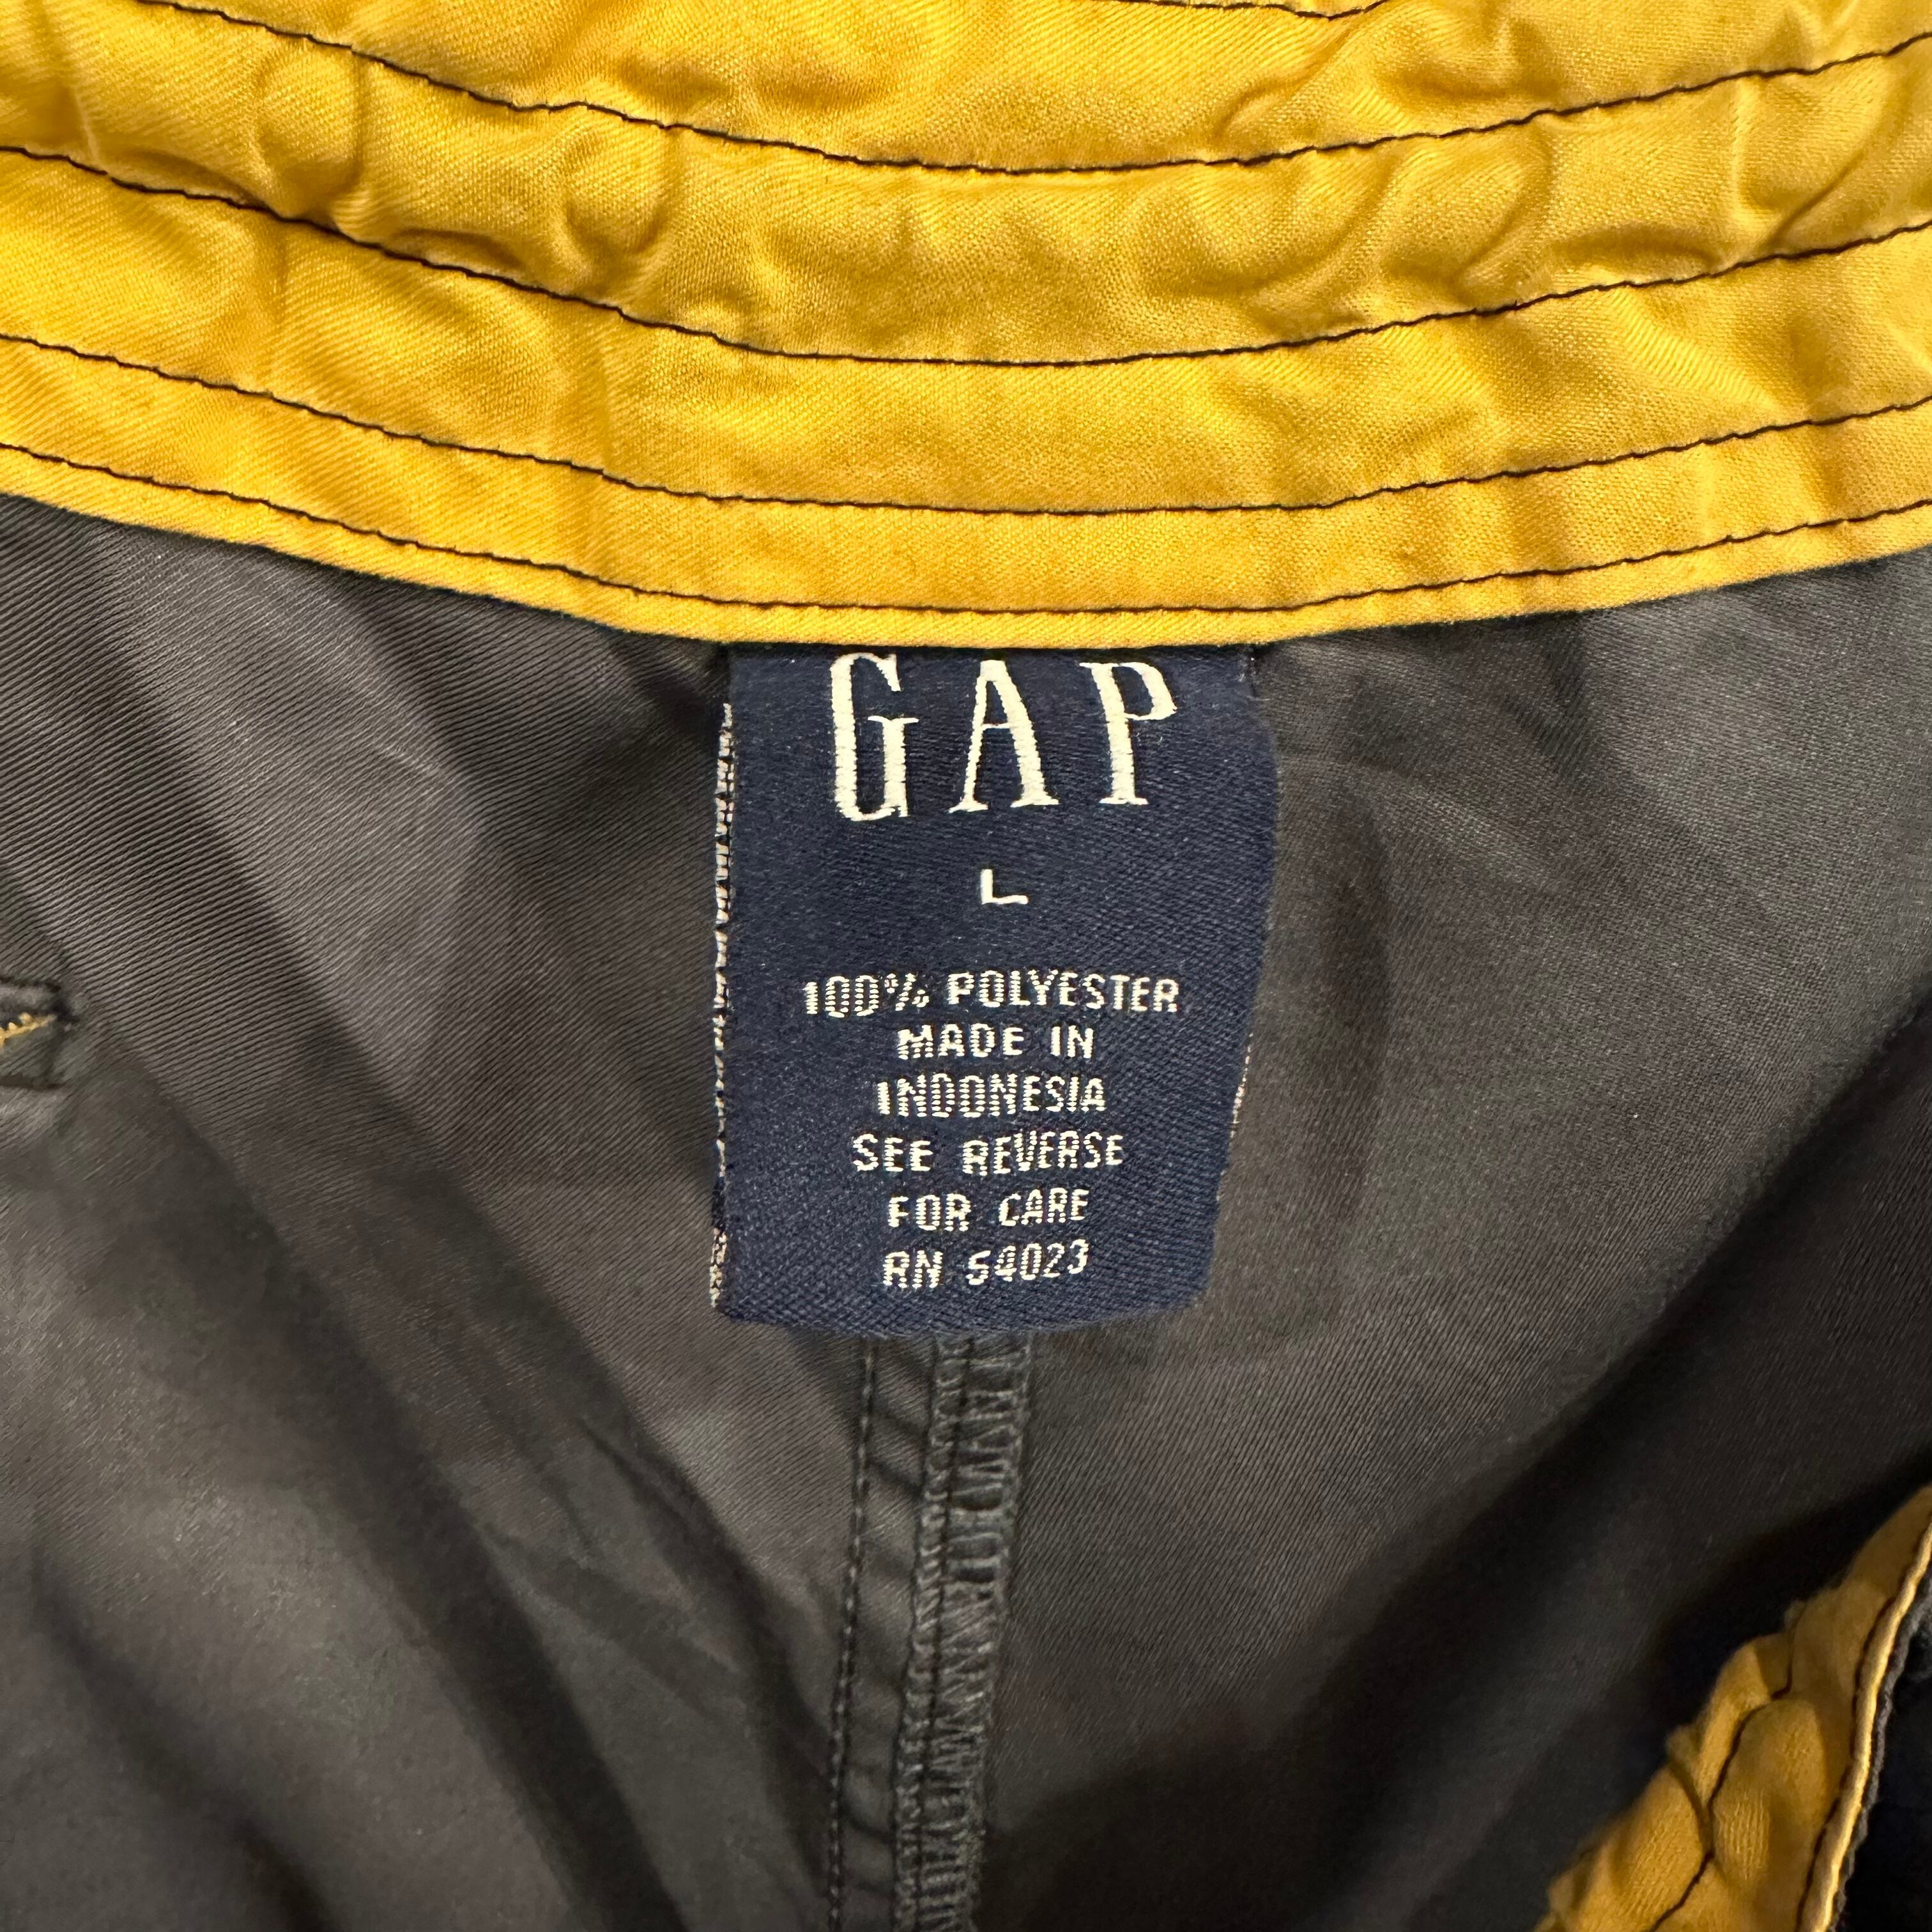 GAP
L
100% POLYESTER
MADE IN
INDONESIA
SEE REVERSE
FOR CARE
RN 54023